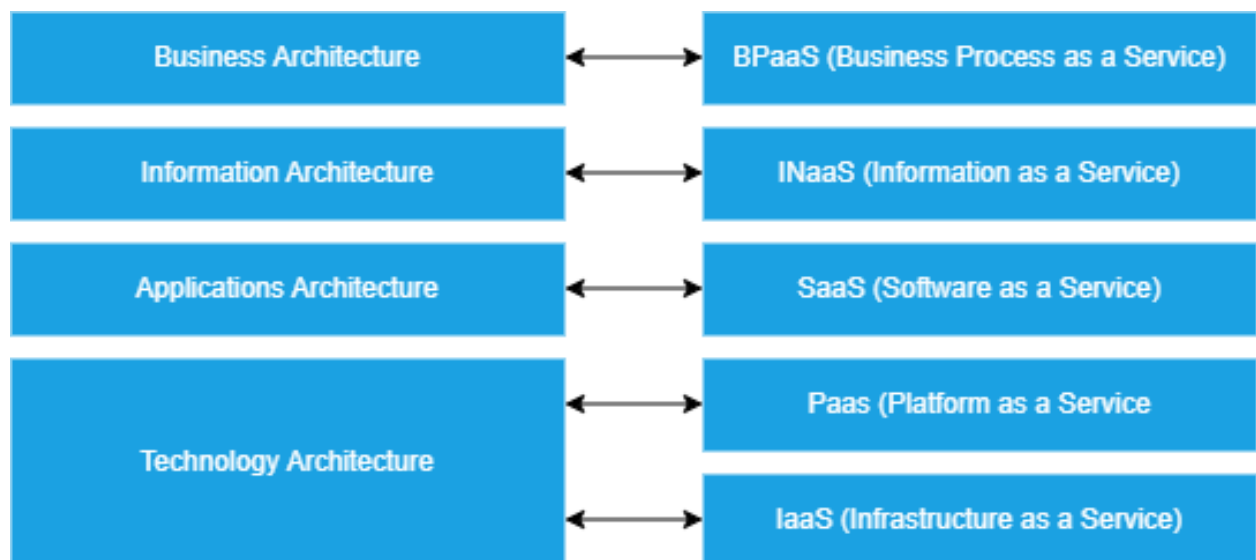 Business Architecture
BPaaS (Business Process as a Service)
Information Architecture
INaaS (Information as a Service)
Applications Architecture
SaaS (Software as a Service)
Technology Architecture
Paas (Platform as a Service
IaaS (Infrastructure as a Service)